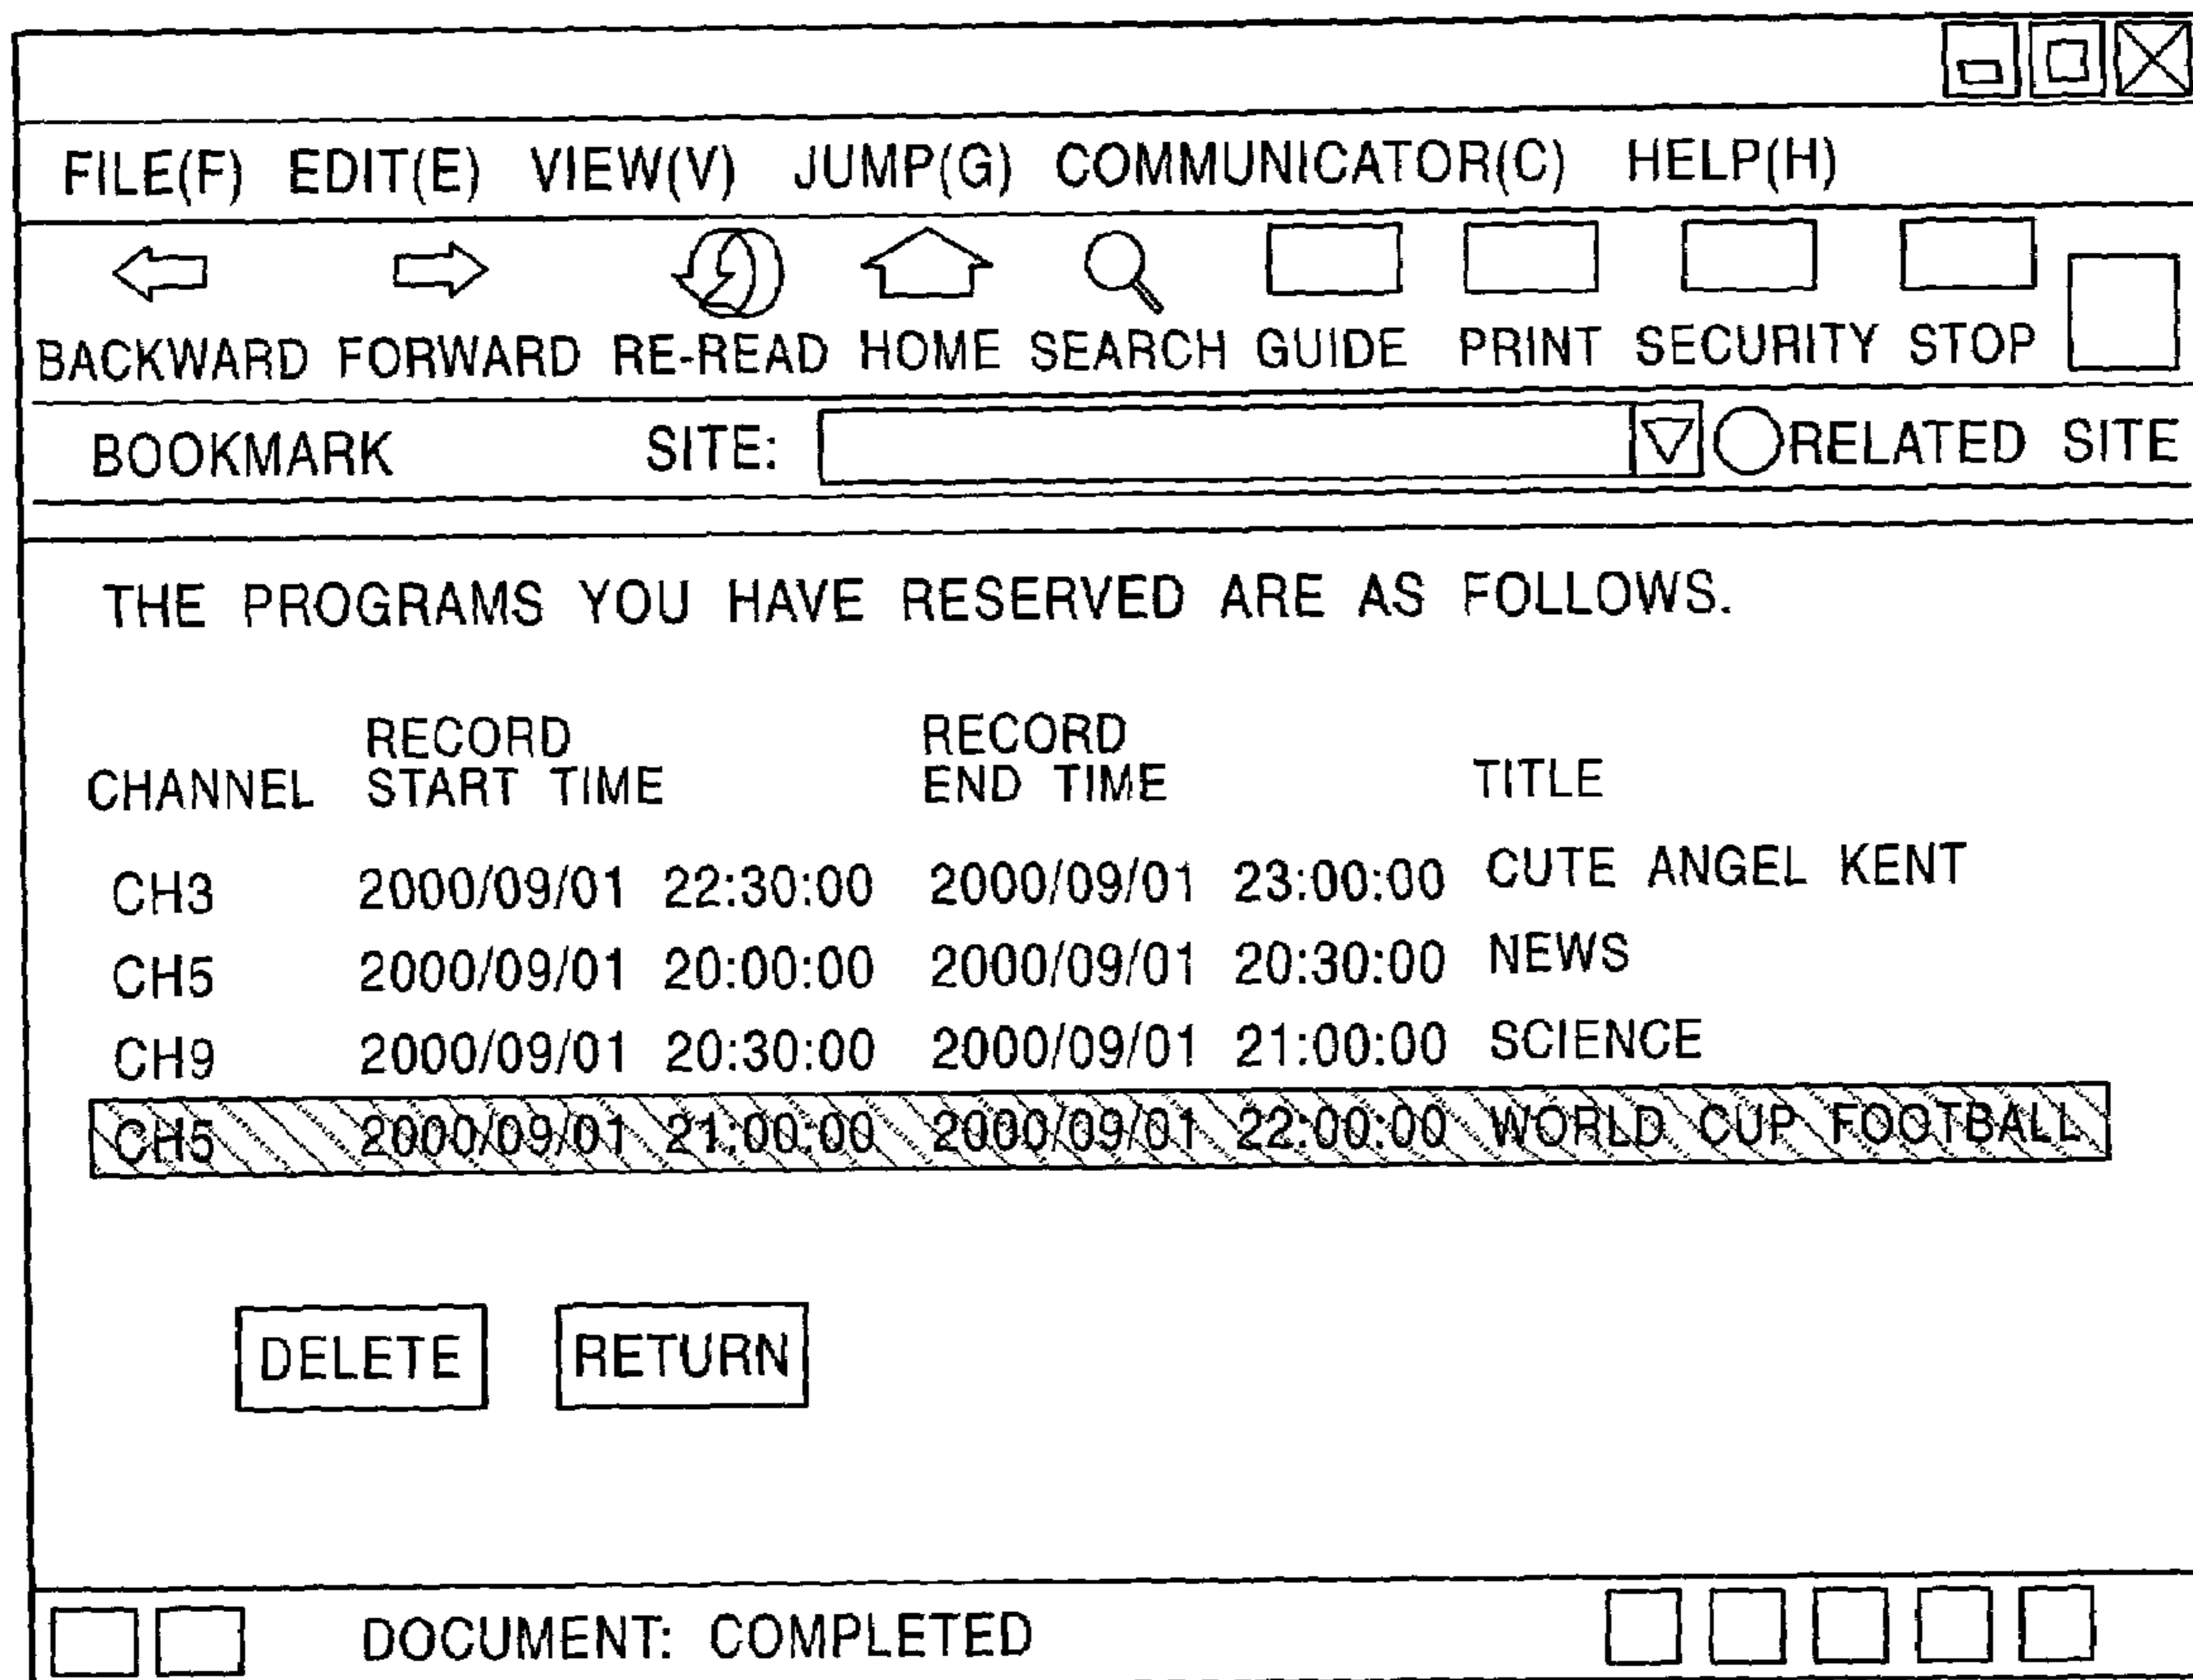 FILE(F) EDIT(E) VIEW(V) JUMP(G) COMMUNICATOR(C) HELP(H)
BACKWARD FORWARD RE-READ HOME SEARCH GUIDE PRINT SECURITY STOP
BOOKMARK SITE: RELATED SITE
THE PROGRAMS YOU HAVE RESERVED ARE AS FOLLOWS.
CHANNEL RECORD START TIME RECORD END TIME TITLE
CH3 2000/09/01 22:30:00 2000/09/01 23:00:00 CUTE ANGEL KENT
CH5 2000/09/01 20:00:00 2000/09/01 20:30:00 NEWS
CH9 2000/09/01 20:30:00 2000/09/01 21:00:00 SCIENCE
CH5 2000/09/01 21:00:00 2000/09/01 22:00:00 WORLD CUP FOOTBALL
DELETE RETURN
DOCUMENT: COMPLETED